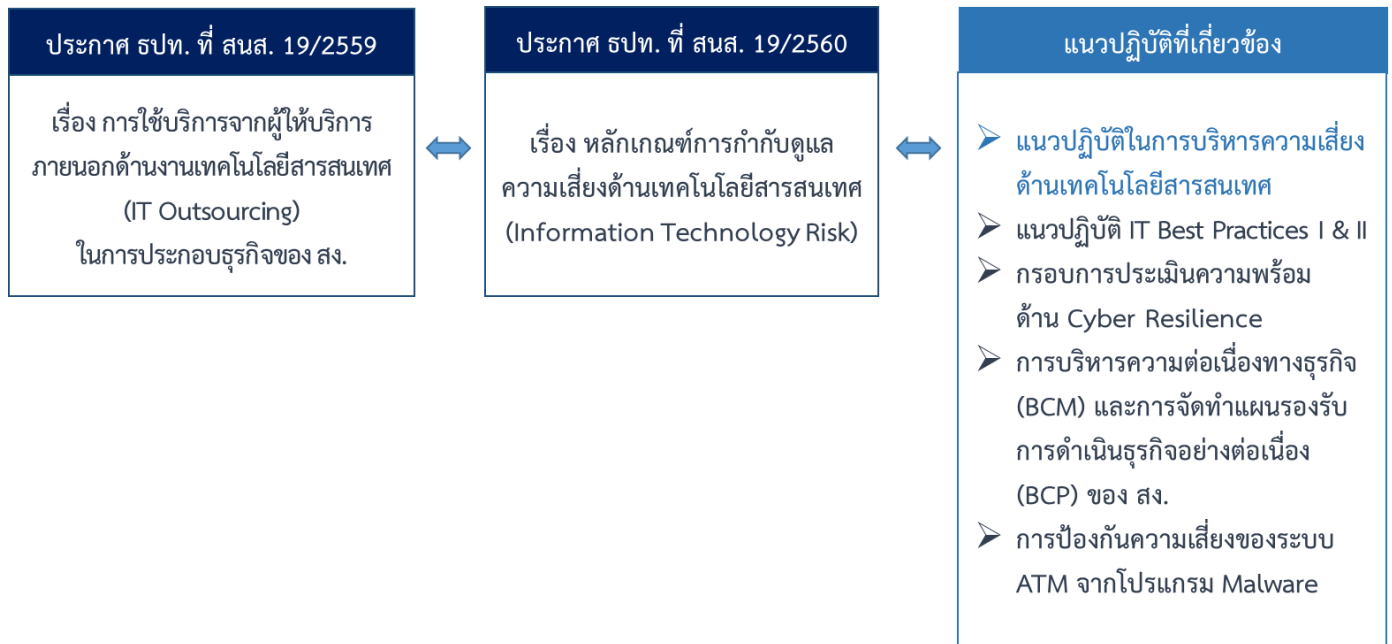 ประกาศ ธปท. ที่ สนส. 19/2559
เรื่อง การใช้บริการจากผู้ให้บริการ
ภายนอกด้านงานเทคโนโลยีสารสนเทศ
(IT Outsourcing)
ในการประกอบธุรกิจของ สง.
ประกาศ ธปท. ที่ สนส. 19/2560
เรื่อง หลักเกณฑ์การกำกับดูแล
ความเสี่ยงด้านเทคโนโลยีสารสนเทศ
(Information Technology Risk)
แนวปฏิบัติที่เกี่ยวข้อง
แนวปฏิบัติในการบริหารความเสี่ยง
ด้านเทคโนโลยีสารสนเทศ
แนวปฏิบัติ IT Best Practices I & II
กรอบการประเมินความพร้อม
ด้าน Cyber Resilience
การบริหารความต่อเนื่องทางธุรกิจ
(BCM) และการจัดทำแผนรองรับ
การดำเนินธุรกิจอย่างต่อเนื่อง
(BCP) ของ สง.
การป้องกันความเสี่ยงของระบบ
ATM จากโปรแกรม Malware